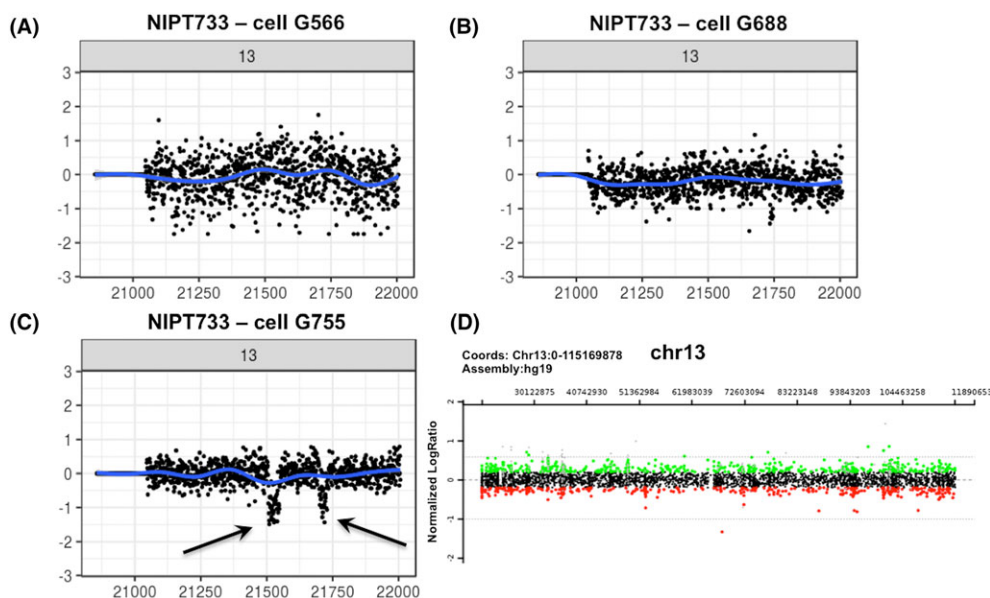 (A)
NIPT733 – cell G566
13
3
2
1
0
-1
-2
-3
21000 21250 21500 21750 22000
(B)
NIPT733 – cell G688
13
3
2
1
0
-1
-2
-3
21000 21250 21500 21750 22000
(C)
NIPT733 – cell G755
13
3
2
1
0
-1
-2
-3
21000 21250 21500 21750 22000
(D)
Coords: Chr13:0-115169878 chr13
Assembly:hg19
30122875 40742930 51362984 61983039 72603094 83223148 93843203 104463258 11890653
Normalized LogRatio
2
1
0
-1
-2